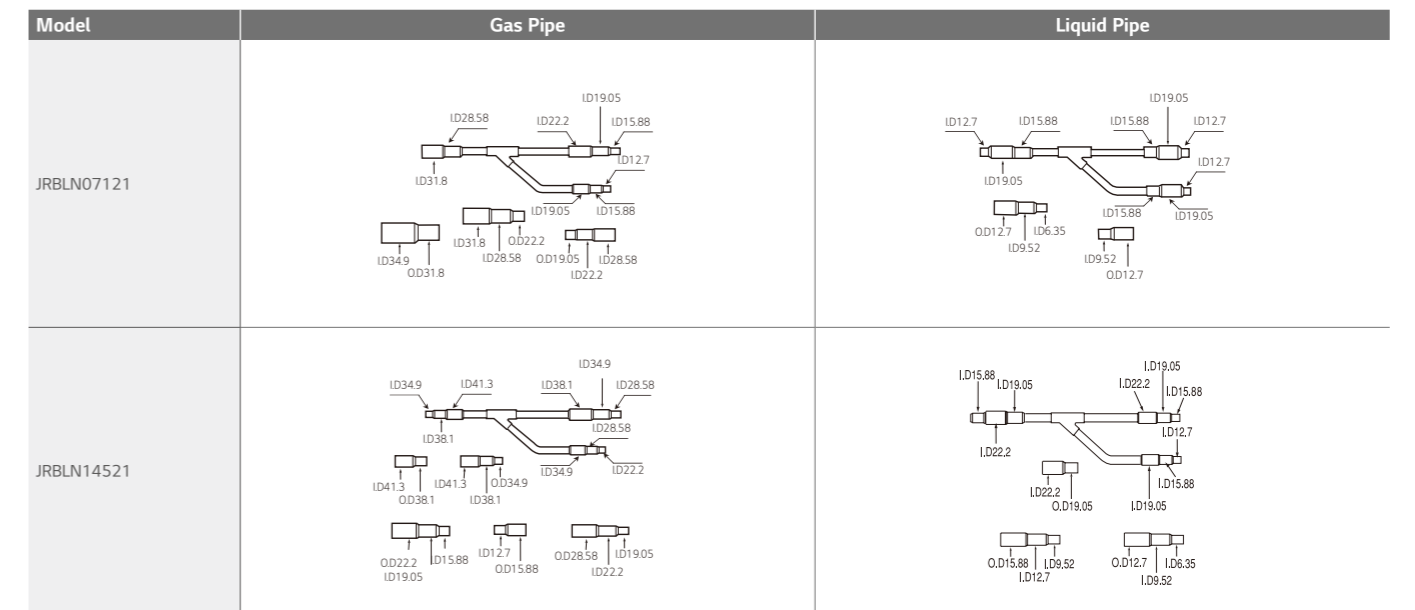 Model Gas Pipe Liquid Pipe
JRBLN07121
I.D19.05
I.D28.58 I.D22.2 I.D15.88
I.D12.7
I.D31.8
I.D19.05 I.D15.88
I.D31.8 O.D22.2
I.D34.9 I.D28.58 O.D19.05 I.D28.58
O.D31.8 I.D22.2
I.D19.05
I.D12.7 I.D15.88 I.D15.88 I.D12.7
I.D12.7
I.D19.05
I.D15.88 I.D19.05
O.D12.7 I.D6.35
I.D9.52
I.D9.52
O.D12.7
JRBLN14521
I.D34.9
I.D34.9 I.D41.3 I.D38.1 I.D28.58
I.D28.58
I.D38.1
I.D34.9 I.D22.2
I.D41.3 I.D41.3 O.D34.9
O.D38.1 I.D38.1
O.D22.2 I.D15.88 I.D12.7 O.D28.58 I.D19.05
I.D19.05 O.D15.88 I.D22.2
I.D19.05
I.D15.88 I.D19.05 I.D22.2 I.D15.88
I.D12.7
I.D22.2
I.D15.88
I.D22.2
O.D19.05 I.D19.05
O.D15.88 I.D9.52 O.D12.7 I.D6.35
I.D12.7 I.D9.52